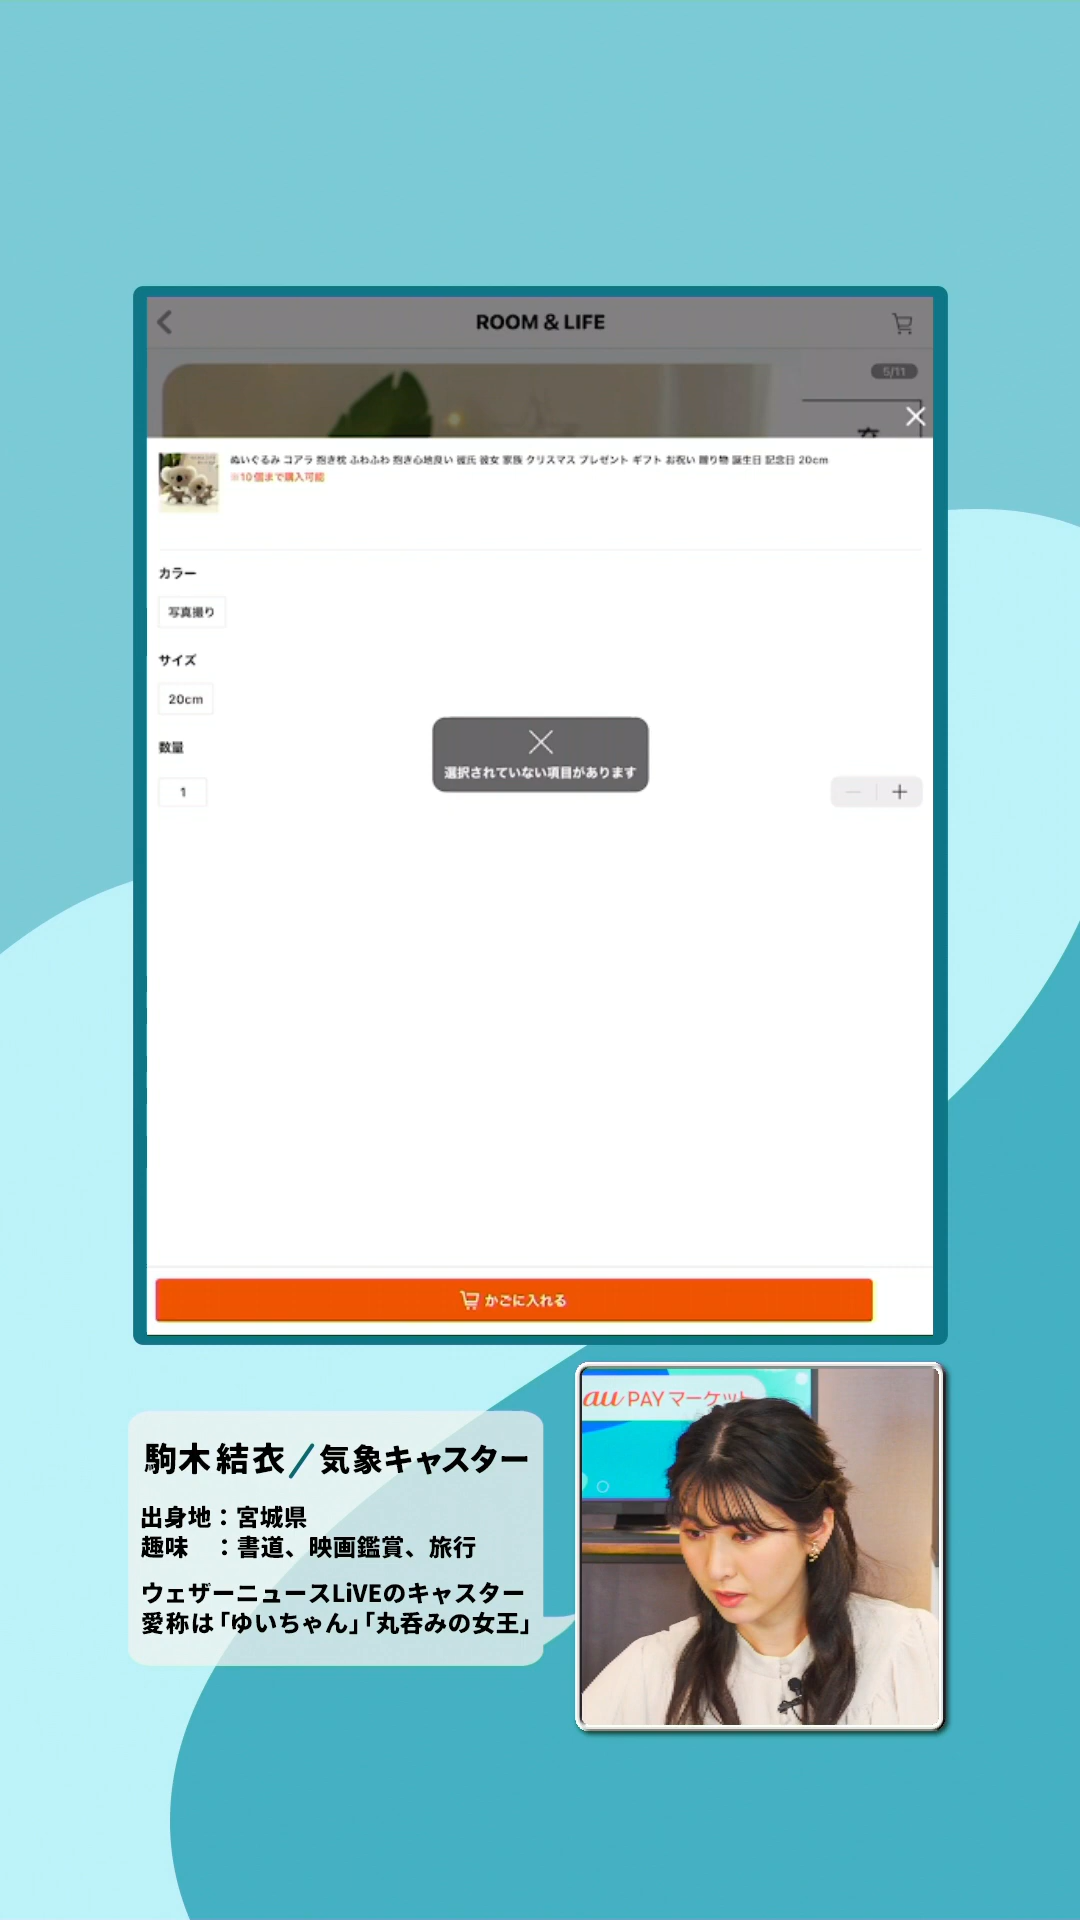 ROOM & LIFE
5/11
ぬいぐるみ コアラ 抱き枕 ふわふわ 抱き心地良い 彼氏 彼女 家族 クリスマス プレゼント ギフト お祝い 贈り物 誕生日 記念日 20cm
※10個まで購入可能
カラー
写真撮り
サイズ
20cm
数量
選択されていない項目があります
1
かごに入れる
au PAY マーケット
駒木結衣/気象キャスター
出身地：宮城県
趣味　：書道、映画鑑賞、旅行
ウェザーニュースLiVEのキャスター
愛称は「ゆいちゃん」「丸呑みの女王」